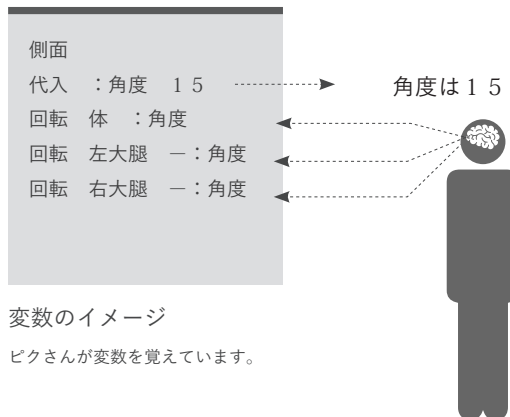 側面
代入　：角度　１５
角度は１５
回転　体　：角度
回転　左大腿　－：角度
回転　右大腿　－：角度
変数のイメージ
ピクさんが変数を覚えています。